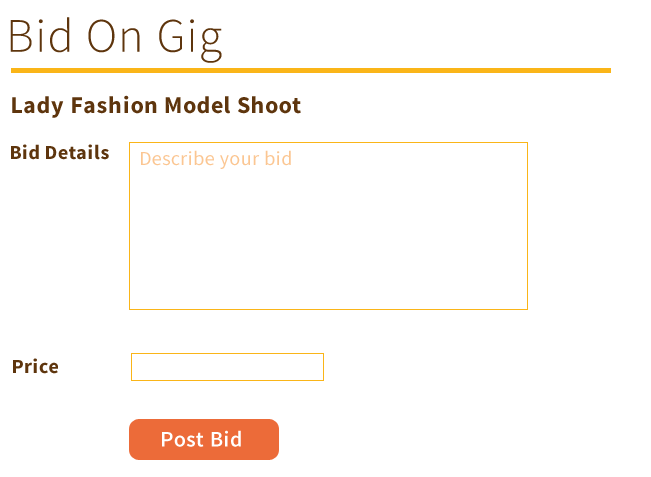 Bid On Gig
Lady Fashion Model Shoot
Bid Details
Describe your bid
Price
Post Bid